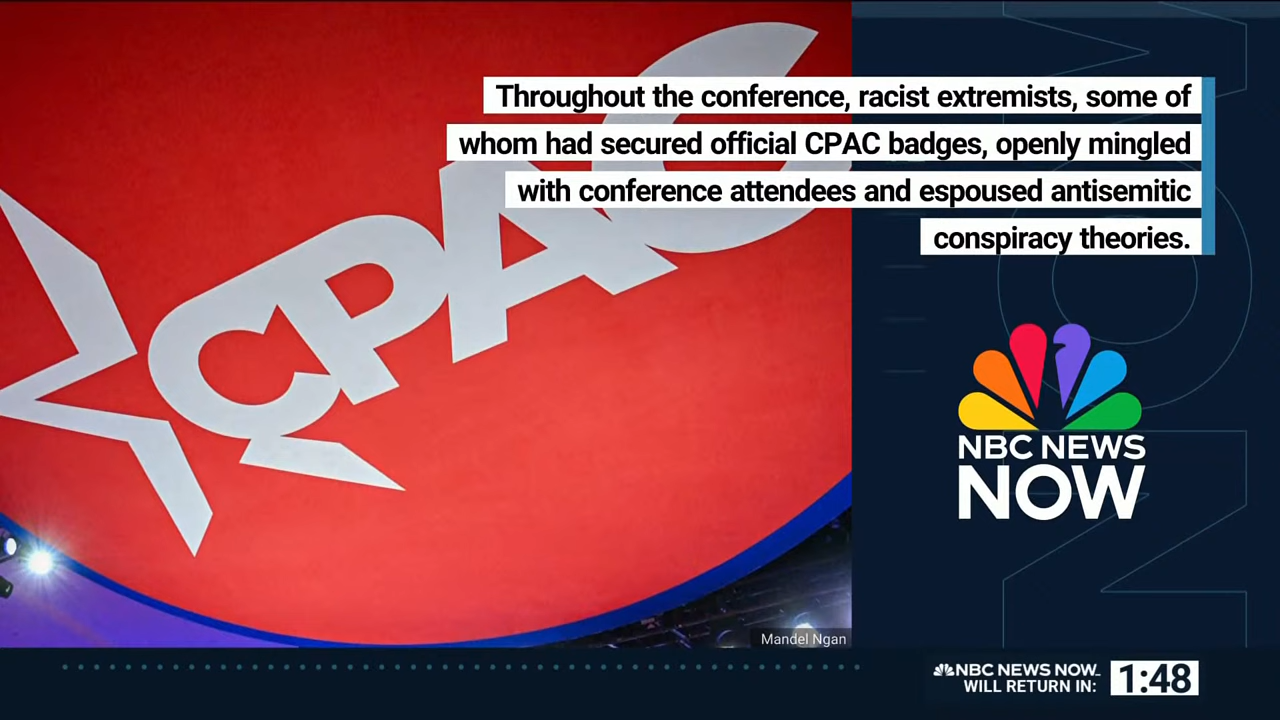 Throughout the conference, racist extremists, some of
whom had secured official CPAC badges, openly mingled
with conference attendees and espoused antisemitic
conspiracy theories.
CPAC
NBC NEWS
NOW
Mandel Ngan
NBC NEWS NOW
WILL RETURN IN:
1:48